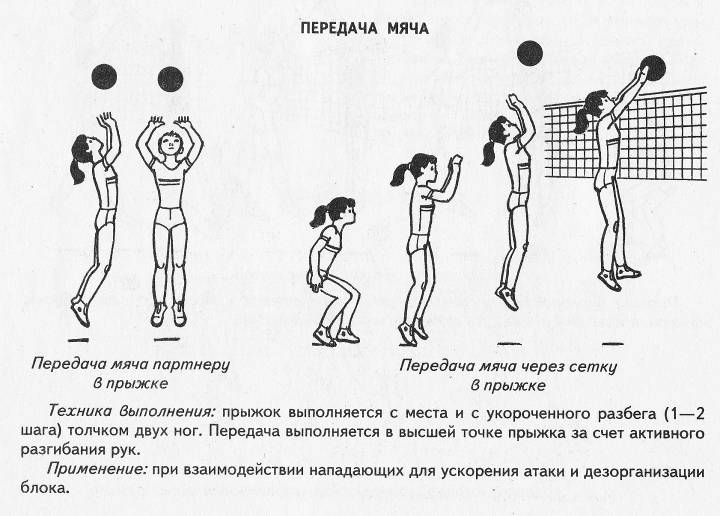 ПЕРЕДАЧА МЯЧА
Передача мяча партнеру
в прыжке
Передача мяча через сетку
в прыжке
Техника выполнения: прыжок выполняется с места и с укороченного разбега (1—2
шага) толчком двух ног. Передача выполняется в высшей точке прыжка за счет активного
разгибания рук.
Применение: при взаимодействии нападающих для ускорения атаки и дезорганизации
блока.